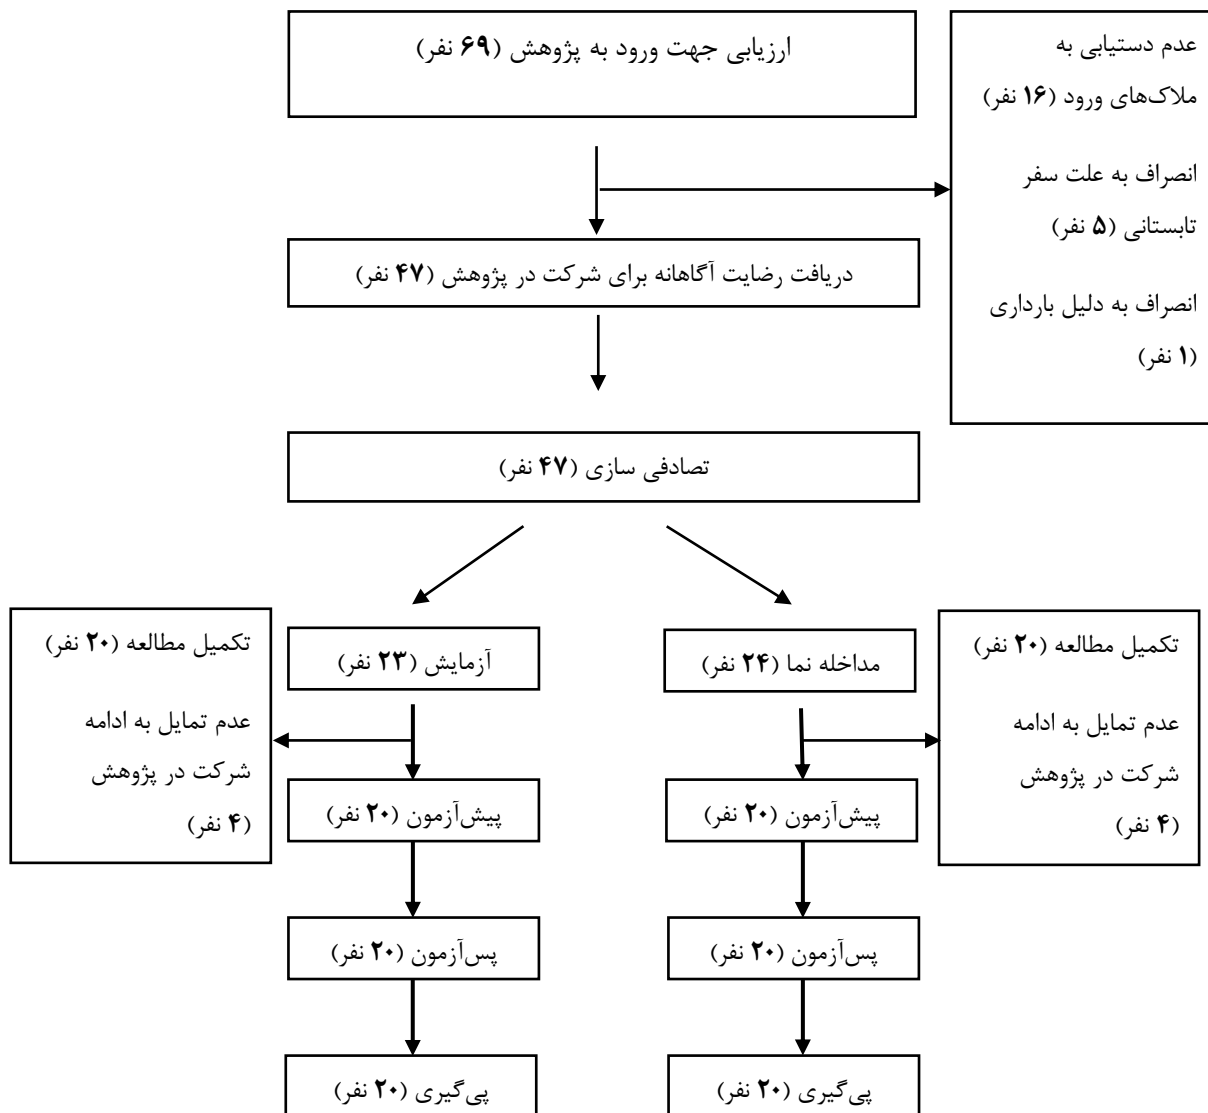 ارزیابی جهت ورود به پژوهش (۶۹ نفر)
عدم دستیابی به
ملاک‌های ورود (۱۶ نفر)
انصراف به علت سفر
تابستانی (۵ نفر)
انصراف به دلیل بارداری
(۱ نفر)
دریافت رضایت آگاهانه برای شرکت در پژوهش (۴۷ نفر)
تصادفی سازی (۴۷ نفر)
تکمیل مطالعه (۲۰ نفر)
عدم تمایل به ادامه
شرکت در پژوهش
(۴ نفر)
مداخله نما (۲۴ نفر)
آزمایش (۲۳ نفر)
تکمیل مطالعه (۲۰ نفر)
عدم تمایل به ادامه
شرکت در پژوهش
(۴ نفر)
پیش‌آزمون (۲۰ نفر)
پیش‌آزمون (۲۰ نفر)
پس‌آزمون (۲۰ نفر)
پس‌آزمون (۲۰ نفر)
پی‌گیری (۲۰ نفر)
پی‌گیری (۲۰ نفر)